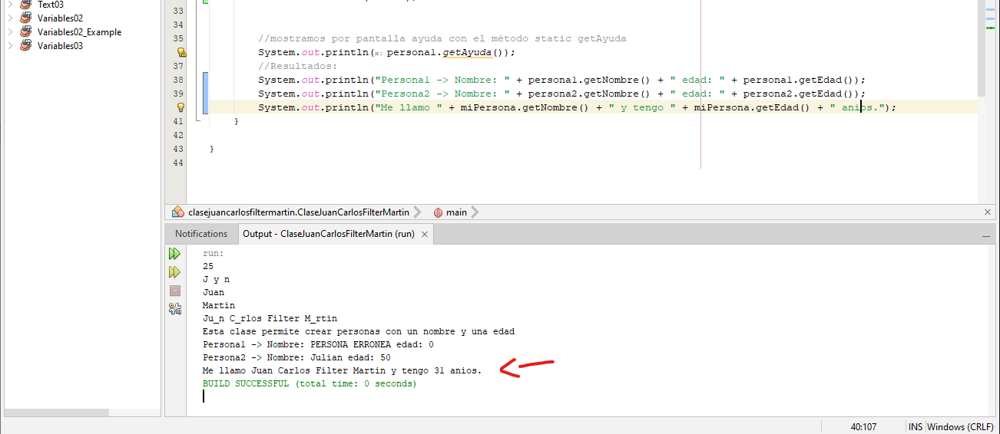 Text03
Variables02
Variables02_Example
Variables03
33
34
35 //mostramos por pantalla ayuda con el método static getAyuda
System.out.println(x: persona1.getAyuda());
37 //Resultados:
38 System.out.println("Persona1 -> Nombre: " + persona1.getNombre() + " edad: " + persona1.getEdad());
39 System.out.println("Persona2 -> Nombre: " + persona2.getNombre() + " edad: " + persona2.getEdad());
System.out.println("Me llamo " + miPersona.getNombre() + " y tengo " + miPersona.getEdad() + " anios.");
41 }
42
43 }
44
clasejuancarlosfiltermartin.ClaseJuanCarlosFilterMartin
main
Notifications
Output - ClaseJuanCarlosFilterMartin (run)
run:
25
J y n
Juan
Martin
Ju_n C_rlos Filter M_rtin
Esta clase permite crear personas con un nombre y una edad
Persona1 -> Nombre: PERSONA ERRONEA edad: 0
Persona2 -> Nombre: Julian edad: 50
Me llamo Juan Carlos Filter Martin y tengo 31 anios.
BUILD SUCCESSFUL (total time: 0 seconds)
40:107
INS
Windows (CRLF)